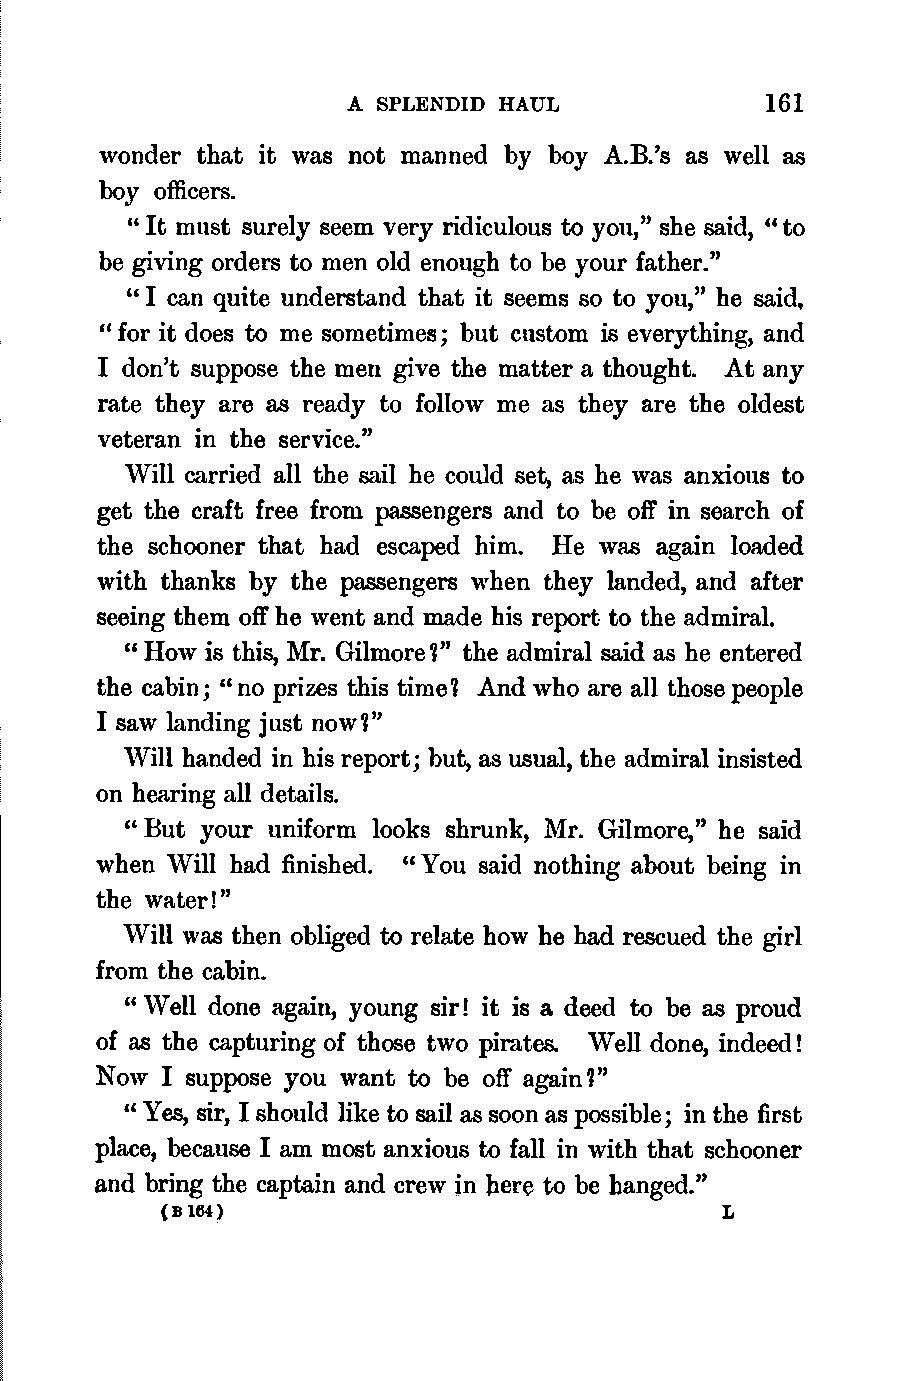 A SPLENDID HAUL 161
wonder that it was not manned by boy A.B.'s as well as
boy officers.
"It must surely seem very ridiculous to you," she said, "to
be giving orders to men old enough to be your father."
"I can quite understand that it seems so to you," he said,
"for it does to me sometimes; but custom is everything, and
I don't suppose the men give the matter a thought. At any
rate they are as ready to follow me as they are the oldest
veteran in the service."
Will carried all the sail he could set, as he was anxious to
get the craft free from passengers and to be off in search of
the schooner that had escaped him. He was again loaded
with thanks by the passengers when they landed, and after
seeing them off he went and made his report to the admiral.
"How is this, Mr. Gilmore?" the admiral said as he entered
the cabin; "no prizes this time? And who are all those people
I saw landing just now?"
Will handed in his report; but, as usual, the admiral insisted
on hearing all details.
"But your uniform looks shrunk, Mr. Gilmore," he said
when Will had finished. "You said nothing about being in
the water!"
Will was then obliged to relate how he had rescued the girl
from the cabin.
"Well done again, young sir! it is a deed to be as proud
of as the capturing of those two pirates. Well done, indeed!
Now I suppose you want to be off again?"
"Yes, sir, I should like to sail as soon as possible; in the first
place, because I am most anxious to fall in with that schooner
and bring the captain and crew in here to be hanged."
(B 164) L